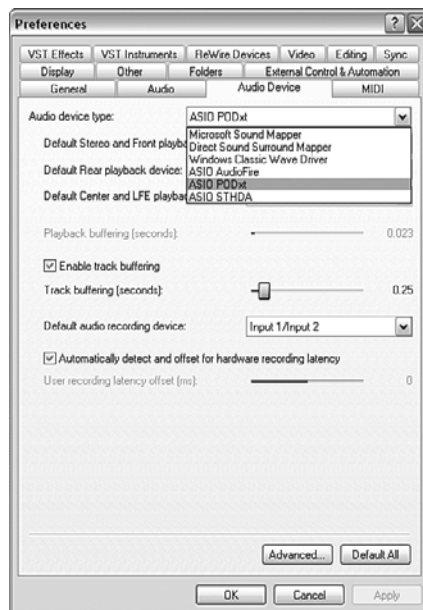 Preferences
VST Effects VST Instruments ReWire Devices Video Editing Sync
Display Other Folders External Control & Automation
General Audio Audio Device MIDI
Audio device type: ASIO PODxt
Microsoft Sound Mapper
Default Stereo and Front playb Direct Sound Surround Mapper
Windows Classic Wave Driver
Default Rear playback device: ASIO AudioFire
ASIO PODxt
Default Center and LFE playba ASIO STHDA
Playback buffering (seconds): 0.023
Enable track buffering
Track buffering (seconds): 0.25
Default audio recording device: Input 1/Input 2
Automatically detect and offset for hardware recording latency
User recording latency offset (ms): 0
Advanced... Default All
OK Cancel Apply